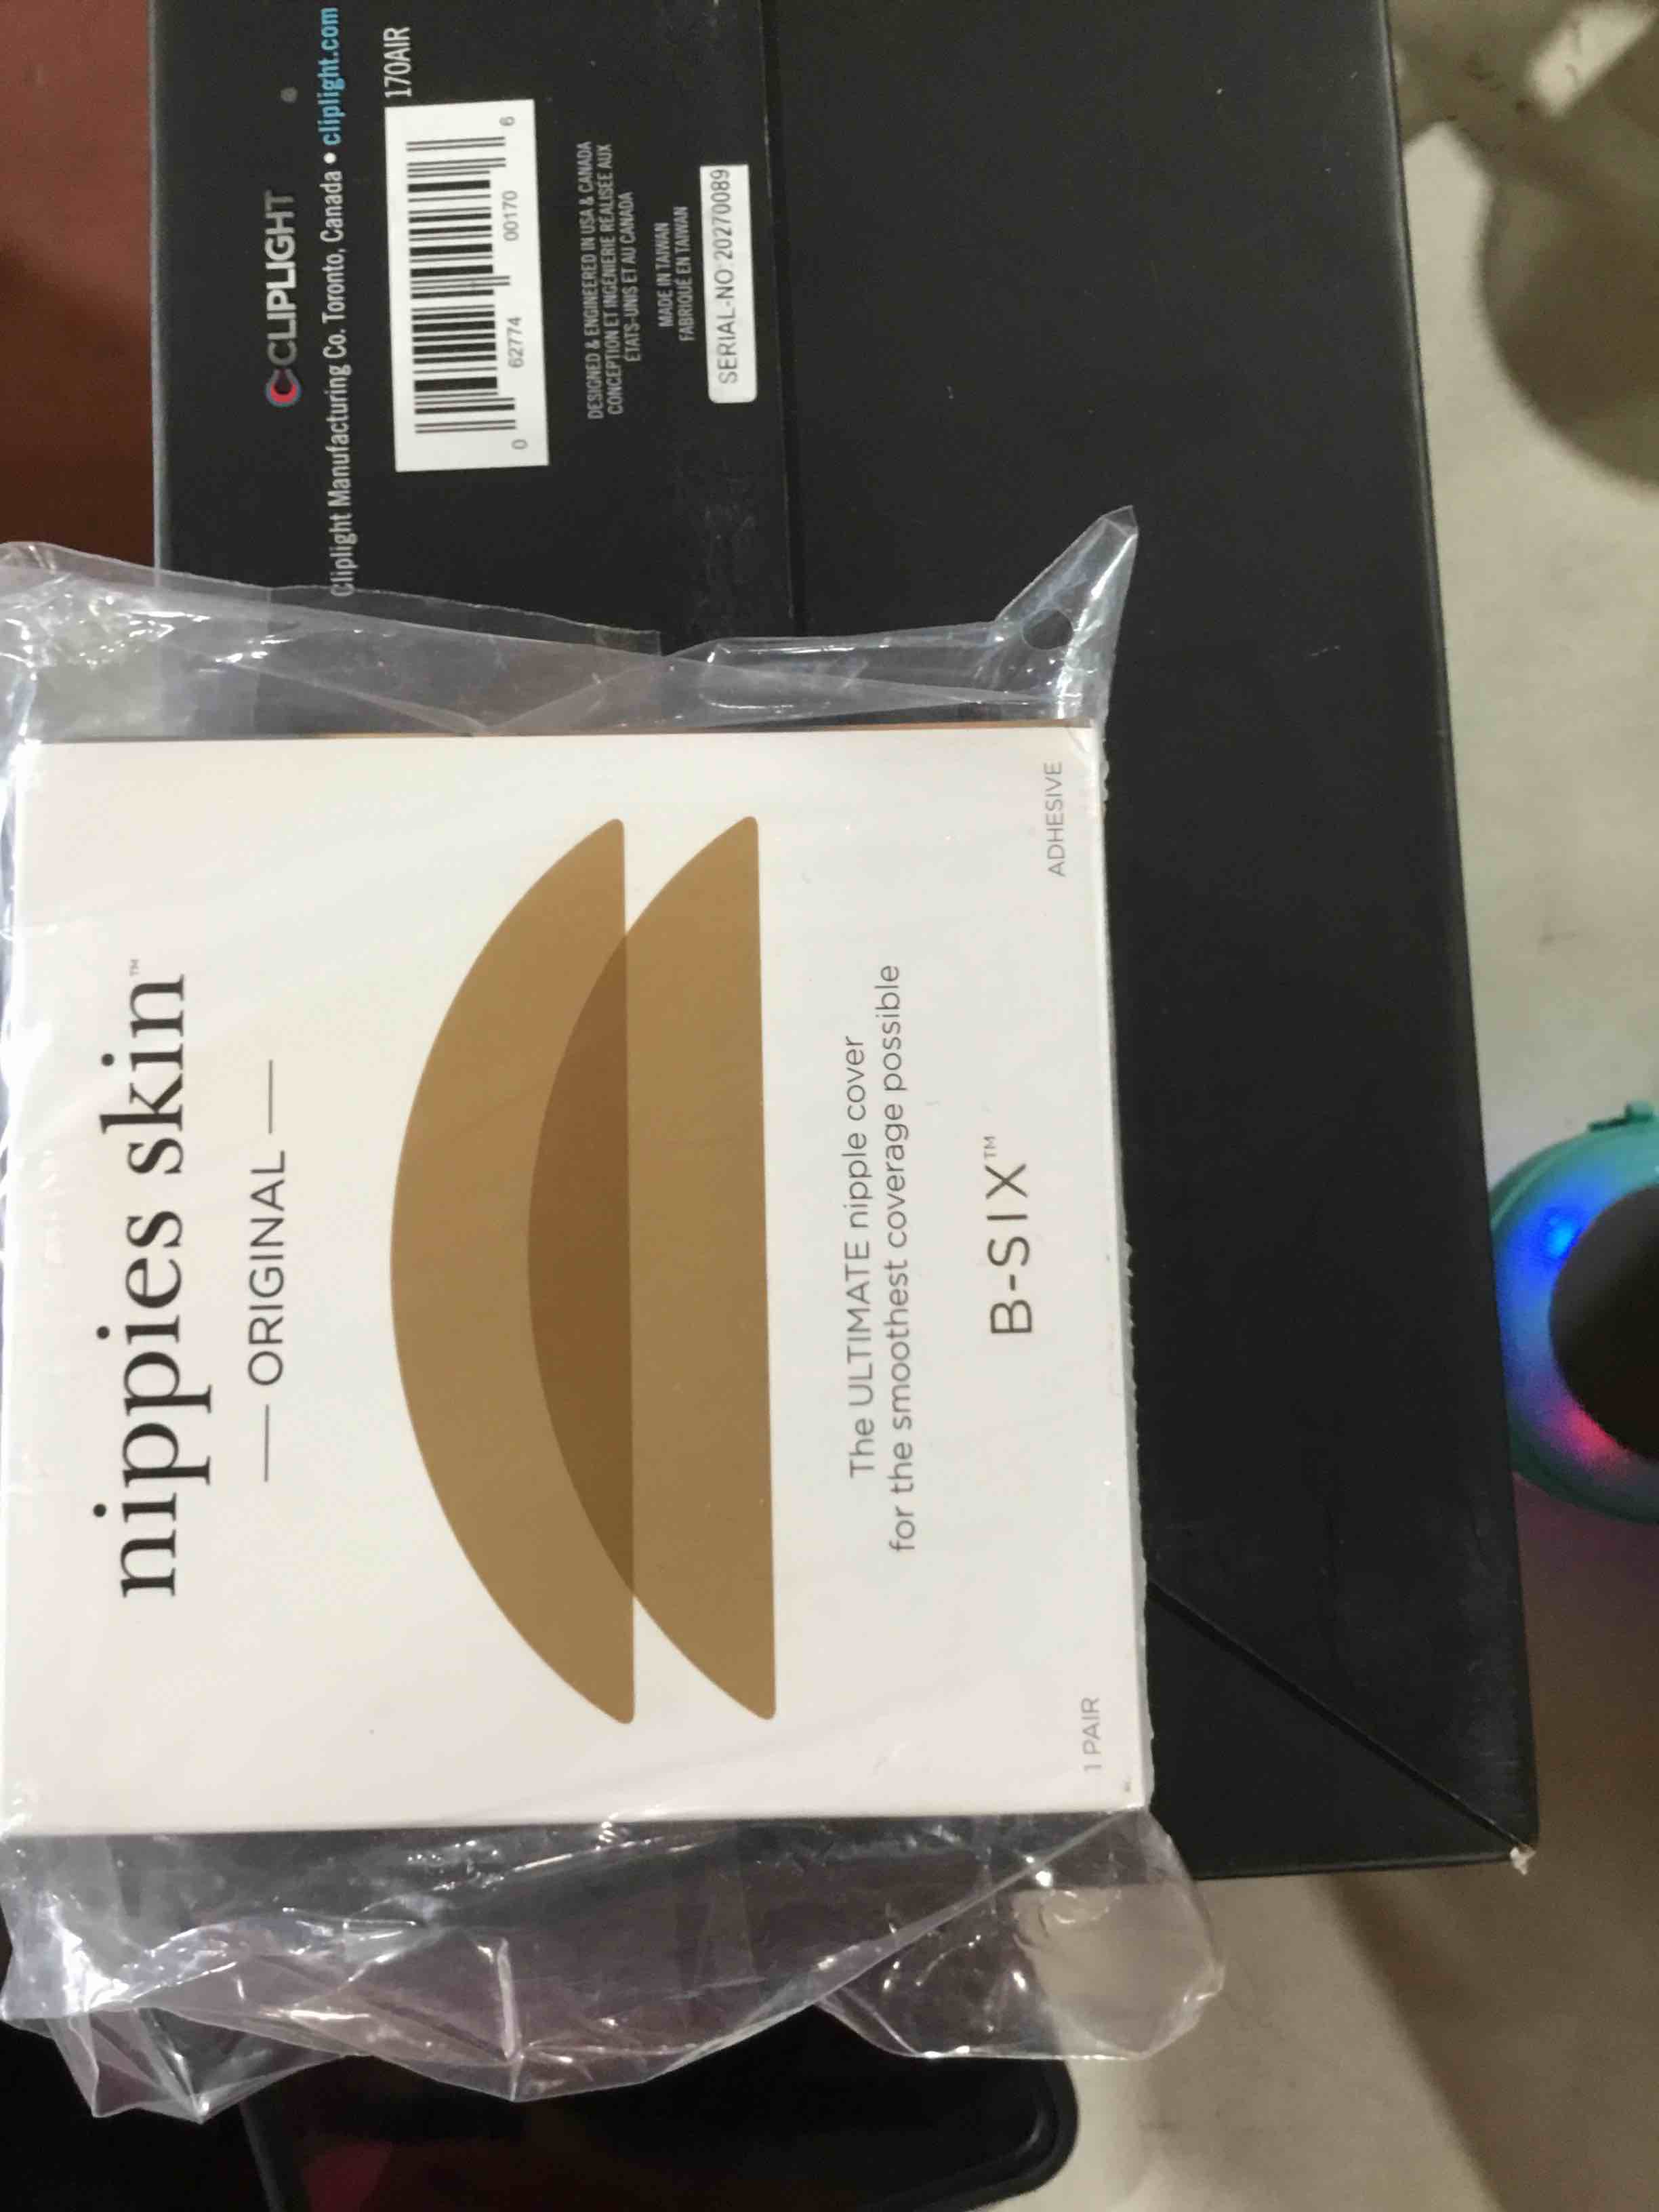 CLIPLIGHT
Cliplight Manufacturing Co. Toronto, Canada • cliplight.com
170AIR
0 62774 00170 6
DESIGNED & ENGINEERED IN USA & CANADA
CONCEPTION ET INGÉNIERIE RÉALISÉE AUX
ÉTATS-UNIS ET AU CANADA
MADE IN TAIWAN
FABRIQUÉ EN TAIWAN
SERIAL-NO:20270089
nippies skin™
ORIGINAL
The ULTIMATE nipple cover
for the smoothest coverage possible
B-SIX™
1 PAIR
ADHESIVE